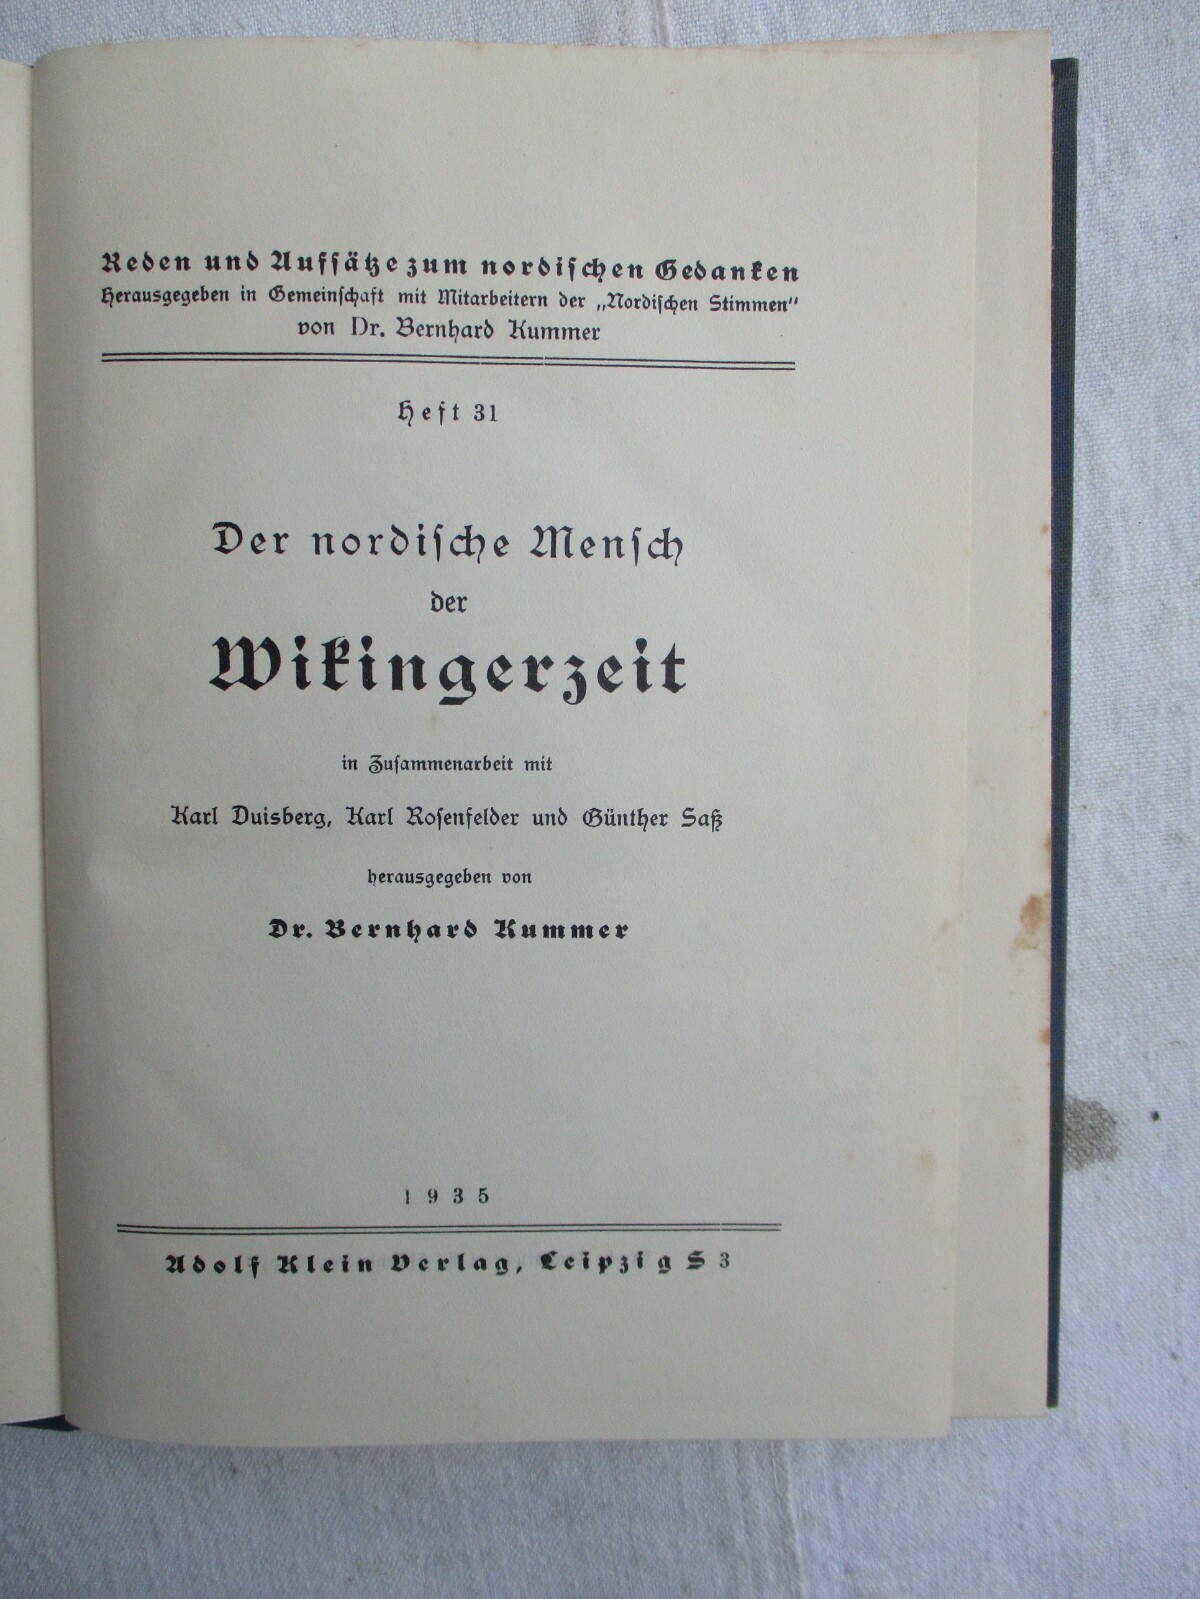 Reden und Aufsätze zum nordischen Gedanken
Herausgegeben in Gemeinschaft mit Mitarbeitern der „Nordischen Stimmen“
von Dr. Bernhard Kummer
Heft 31
Der nordische Mensch
der
Wikingerzeit
in Zusammenarbeit mit
Karl Duisberg, Karl Rosenfelder und Günther Saß
herausgegeben von
Dr. Bernhard Kummer
1935
Adolf Klein Verlag, Leipzig S 3